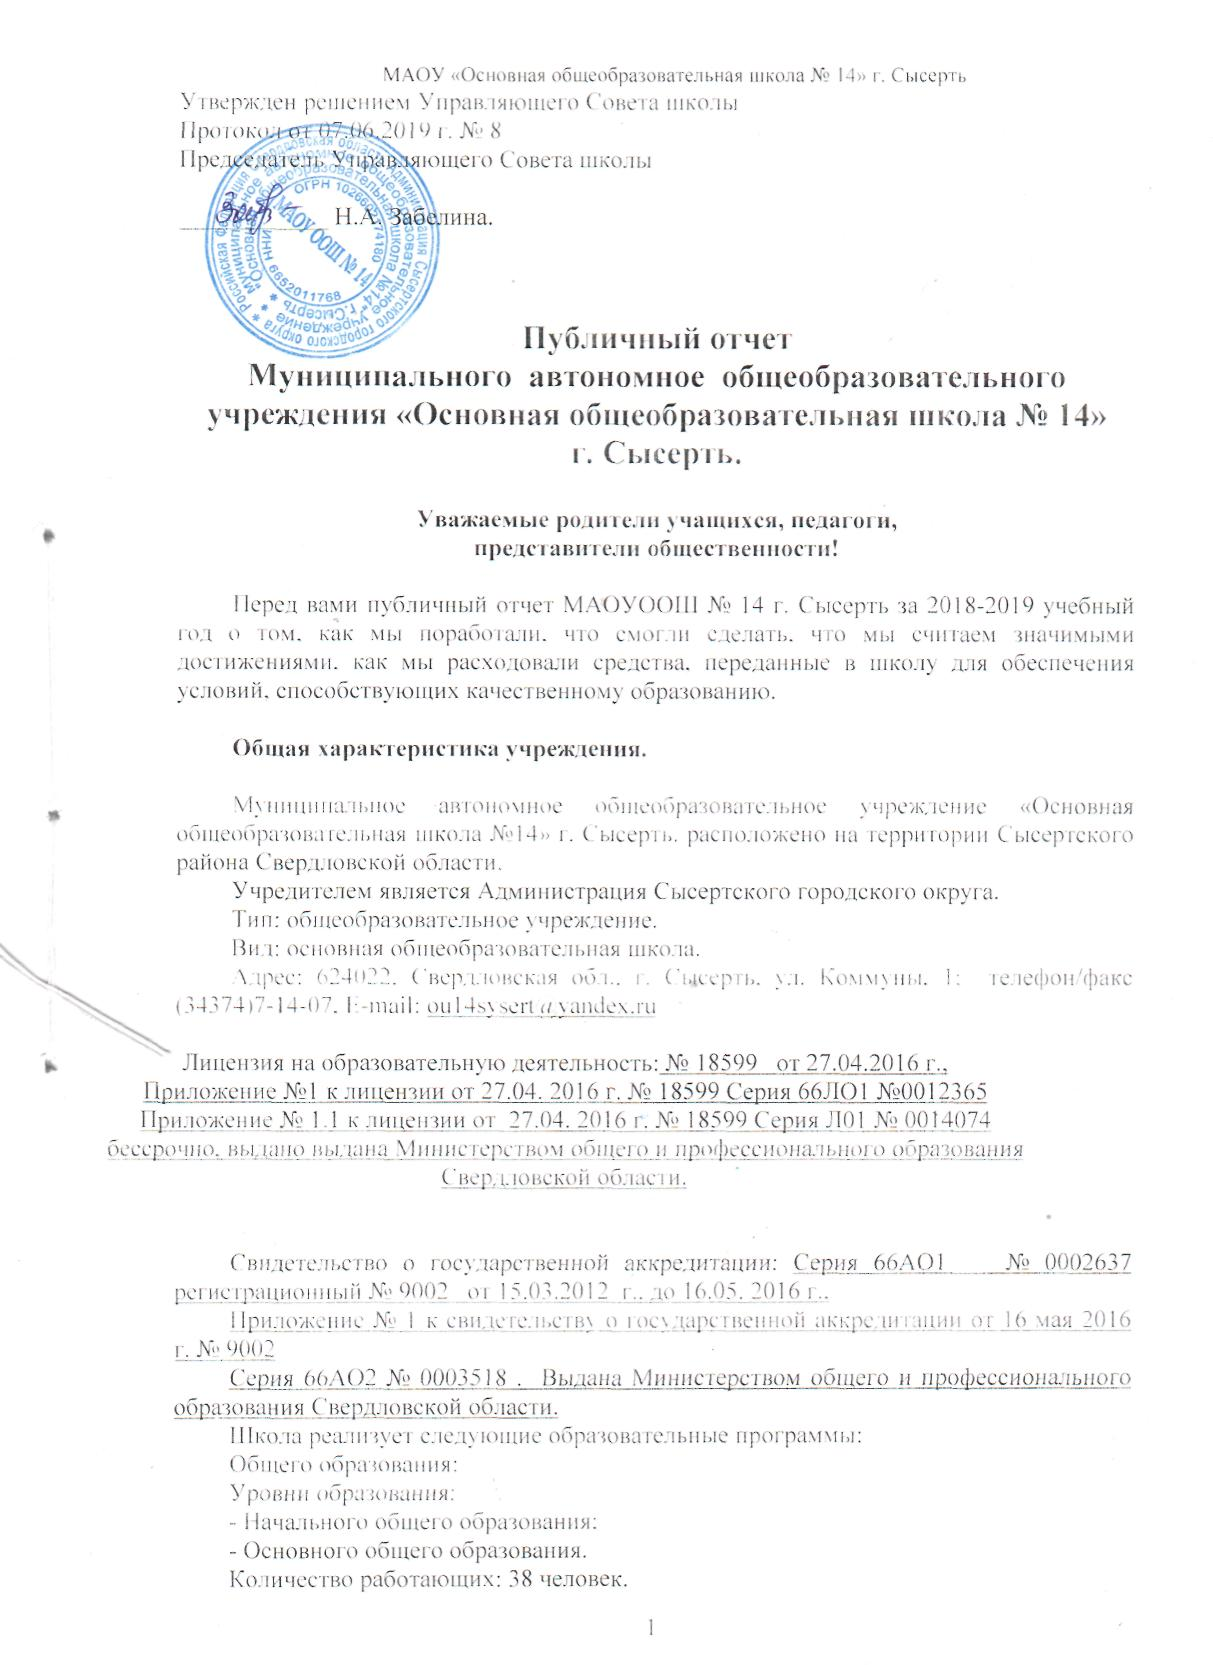 МАОУ «Основная общеобразовательная школа № 14» г. Сысерть
Утвержден решением Управляющего Совета школы
Протокол от 07.06.2019 г. № 8
Председатель Управляющего Совета школы
Н.А. Забелина.
МАОУ ООШ № 14
ИНН 6652011768
Публичный отчет
Муниципального автономное общеобразовательного
учреждения «Основная общеобразовательная школа № 14»
г. Сысерть.
Уважаемые родители учащихся, педагоги,
представители общественности!
Перед вами публичный отчет МАОУООШ № 14 г. Сысерть за 2018-2019 учебный
год о том, как мы поработали, что смогли сделать, что мы считаем значимыми
достижениями, как мы расходовали средства, переданные в школу для обеспечения
условий, способствующих качественному образованию.
Общая характеристика учреждения.
Муниципальное автономное общеобразовательное учреждение «Основная
общеобразовательная школа №14» г. Сысерть, расположено на территории Сысертского
района Свердловской области.
Учредителем является Администрация Сысертского городского округа.
Тип: общеобразовательное учреждение.
Вид: основная общеобразовательная школа.
Адрес: 624022, Свердловская обл., г. Сысерть, ул. Коммуны, 1; телефон/факс
(34374)7-14-07, E-mail: ou14sysert@yandex.ru
Лицензия на образовательную деятельность: № 18599 от 27.04.2016 г.,
Приложение №1 к лицензии от 27.04. 2016 г. № 18599 Серия 66ЛО1 №0012365
Приложение № 1.1 к лицензии от 27.04. 2016 г. № 18599 Серия Л01 № 0014074
бессрочно, выдано выдана Министерством общего и профессионального образования
Свердловской области.
Свидетельство о государственной аккредитации: Серия 66АО1 № 0002637
регистрационный № 9002 от 15.03.2012 г., до 16.05. 2016 г..
Приложение № 1 к свидетельству о государственной аккредитации от 16 мая 2016
г. № 9002
Серия 66АО2 № 0003518 . Выдана Министерством общего и профессионального
образования Свердловской области.
Школа реализует следующие образовательные программы:
Общего образования:
Уровни образования:
- Начального общего образования;
- Основного общего образования.
Количество работающих: 38 человек.
1